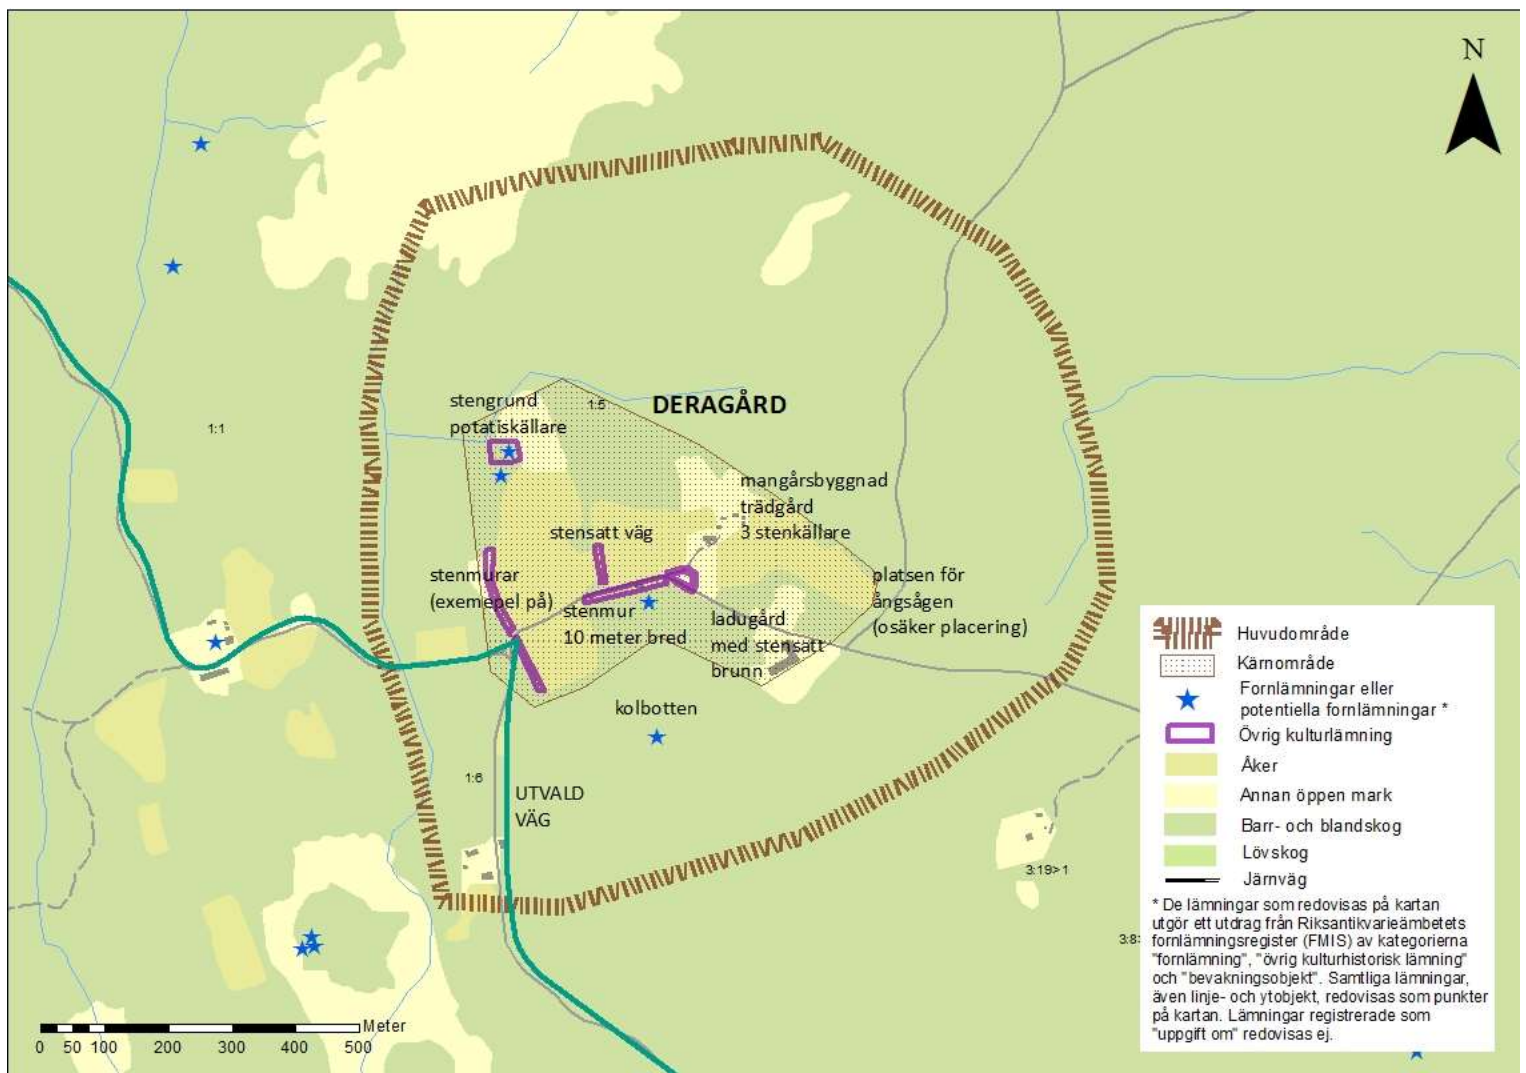 N
stengrund
potatiskällare
1:5
DERAGÅRD
1:1
mangårsbyggnad
trädgård
3 stenkällare
stensatt väg
stenmurar
(exemepel på)
stenmur
10 meter bred
ladugård
med stensatt
brunn
platsen för
ångsågen
(osäker placering)
kolbotten
1:6
UTVALD
VÄG
3:19>1
Huvudområde
Kärnområde
Fornlämningar eller
potentiella fornlämningar *
Övrig kulturlämning
Åker
Annan öppen mark
Barr- och blandskog
Lövskog
Järnväg
* De lämningar som redovisas på kartan
utgör ett utdrag från Riksantikvarieämbetets
fornlämningsregister (FMIS) av kategorierna
"fornlämning", "övrig kulturhistorisk lämning"
och "bevakningsobjekt". Samtliga lämningar,
även linje- och ytobjekt, redovisas som punkter
på kartan. Lämningar registrerade som
"uppgift om" redovisas ej.
Meter
0 50 100 200 300 400 500